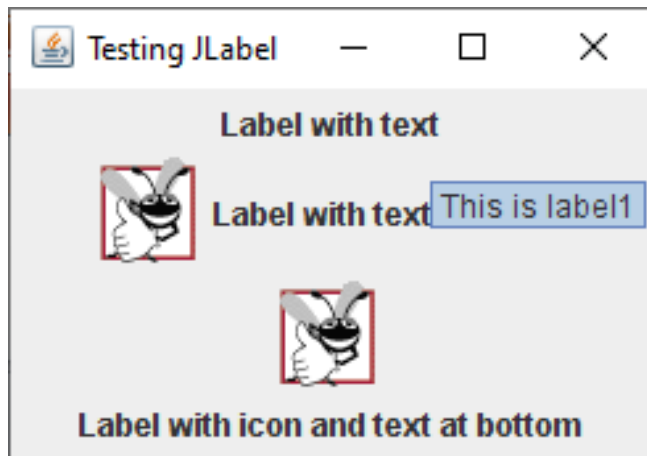 Testing JLabel
Label with text
Label with text
This is label1
Label with icon and text at bottom